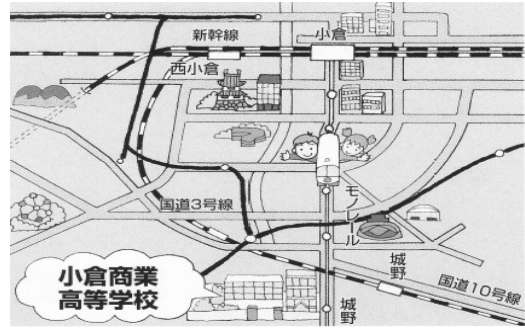 新幹線
小倉
西小倉
国道3号線
モノレール
小倉商業
高等学校
城野
城野
国道10号線